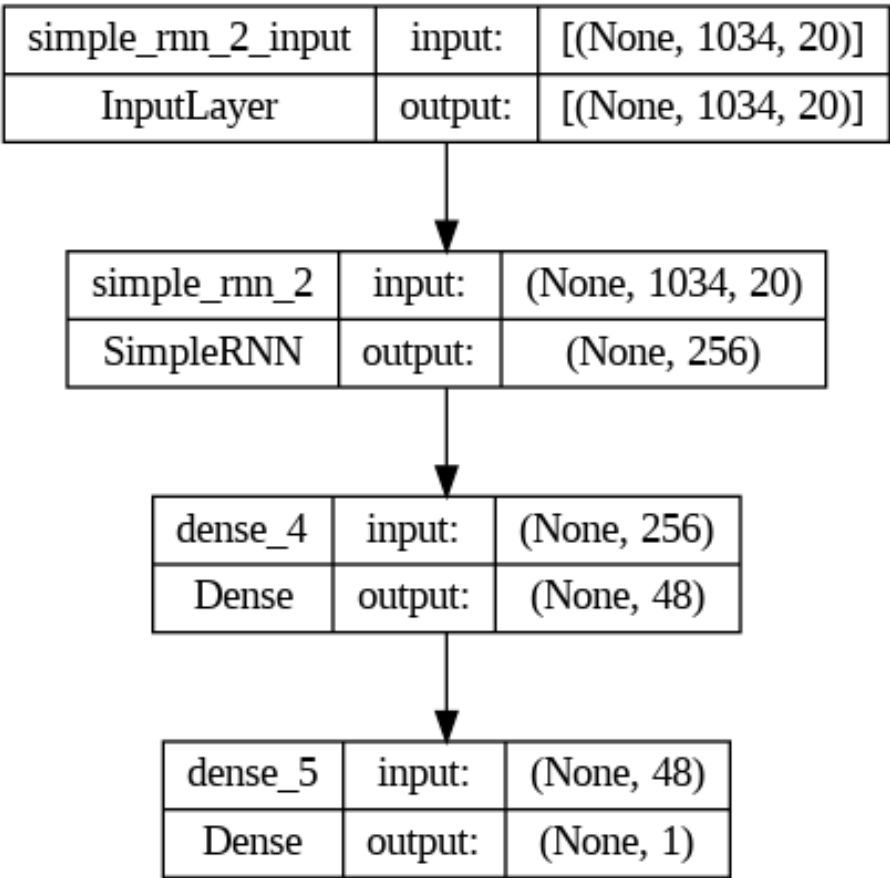 simple_rnn_2_input input: [(None, 1034, 20)]
InputLayer output: [(None, 1034, 20)]
simple_rnn_2 input: (None, 1034, 20)
SimpleRNN output: (None, 256)
dense_4 input: (None, 256)
Dense output: (None, 48)
dense_5 input: (None, 48)
Dense output: (None, 1)